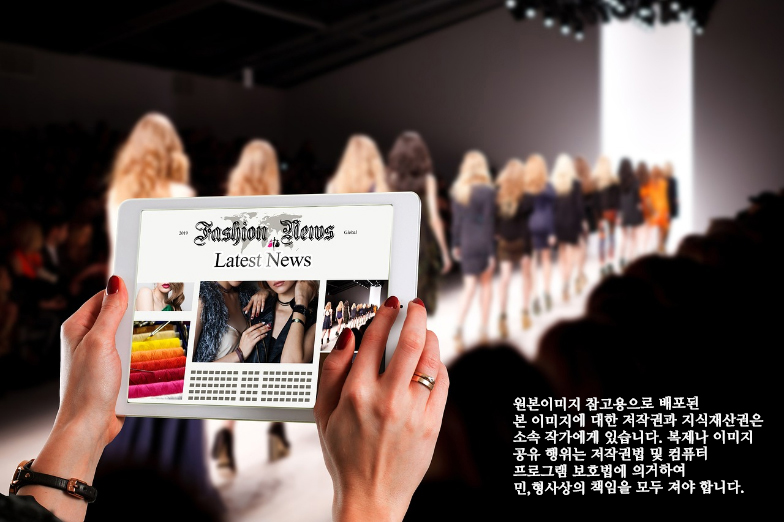 2019
Fashion News
Global
Latest News
원본이미지 참고용으로 배포된
본 이미지에 대한 저작권과 지식재산권은
소속 작가에게 있습니다. 복제나 이미지
공유 행위는 저작권법 및 컴퓨터
프로그램 보호법에 의거하여
민,형사상의 책임을 모두 져야 합니다.